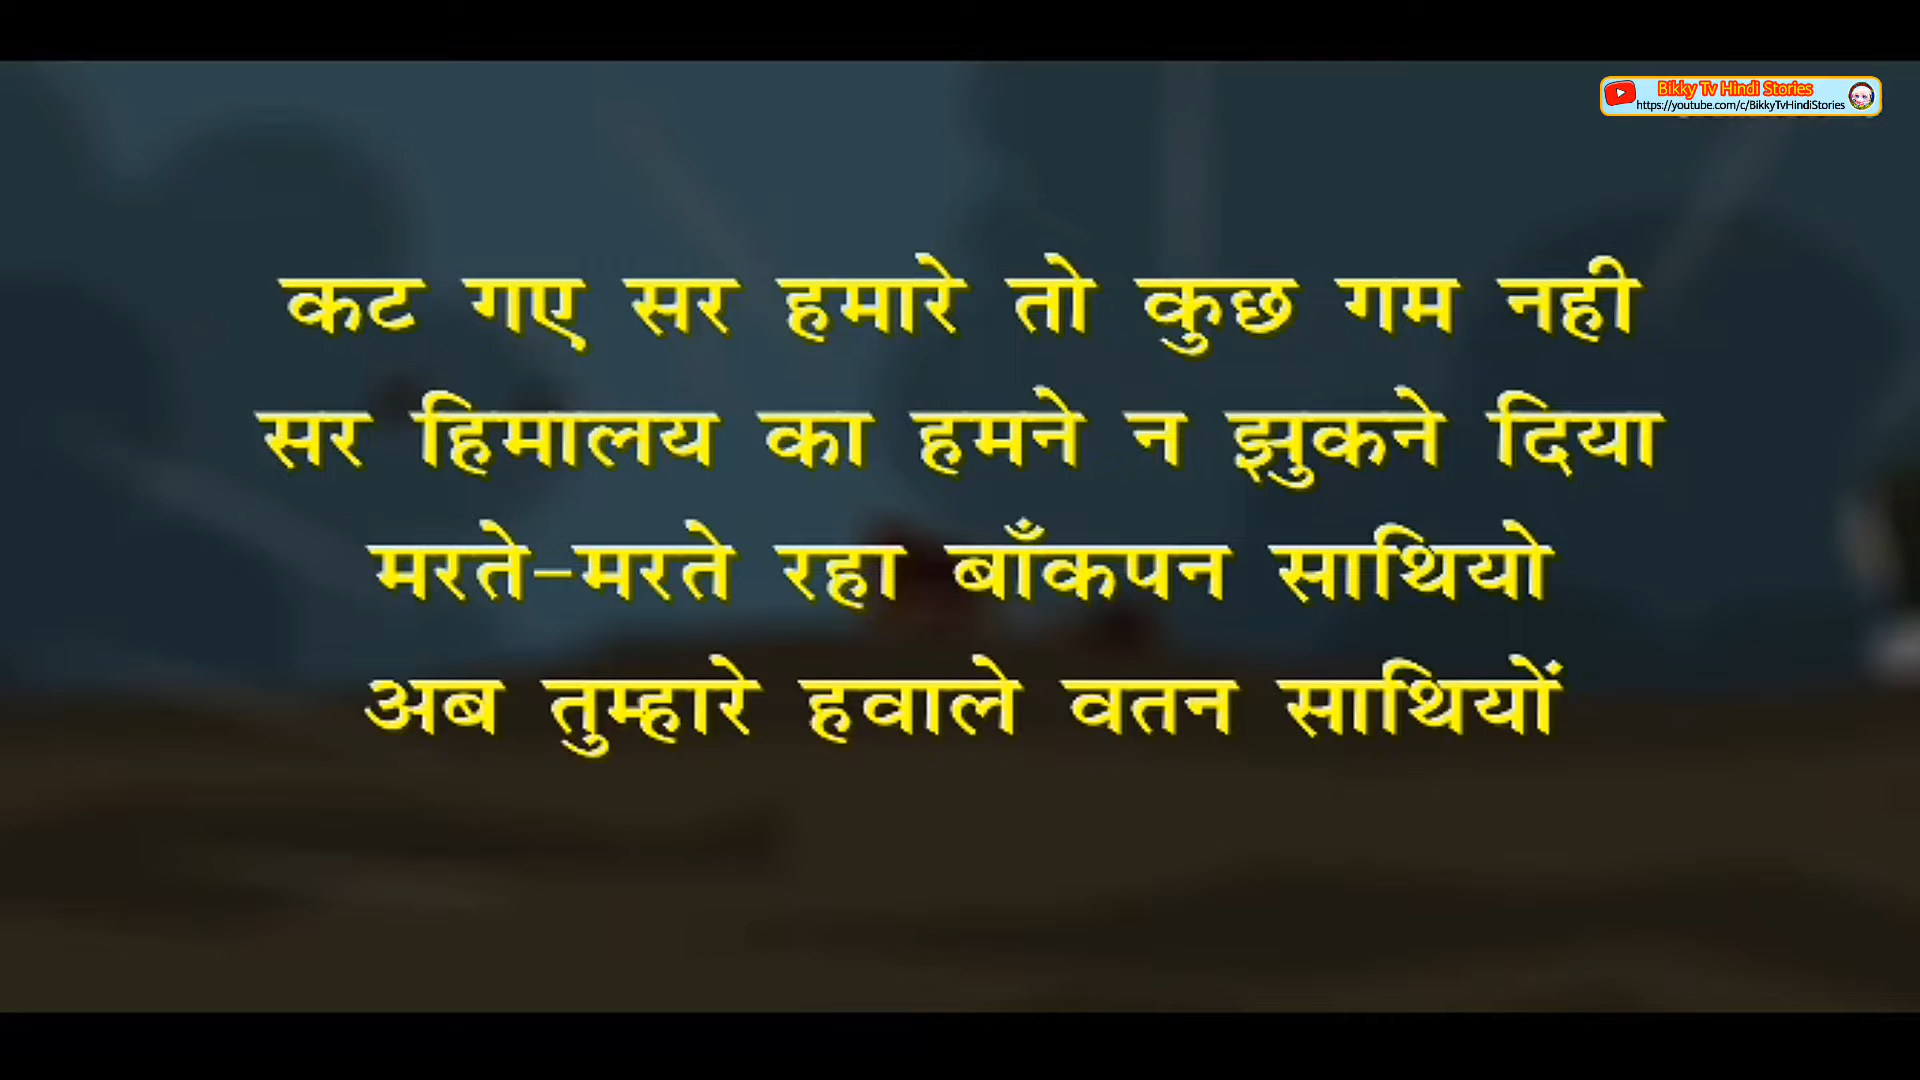 Bikky Tv Hindi Stories
https://youtube.com/c/BikkyTvHindiStories
कट गए सर हमारे तो कुछ गम नही
सर हिमालय का हमने न झुकने दिया
मरते-मरते रहा बाँकपन साथियो
अब तुम्हारे हवाले वतन साथियों